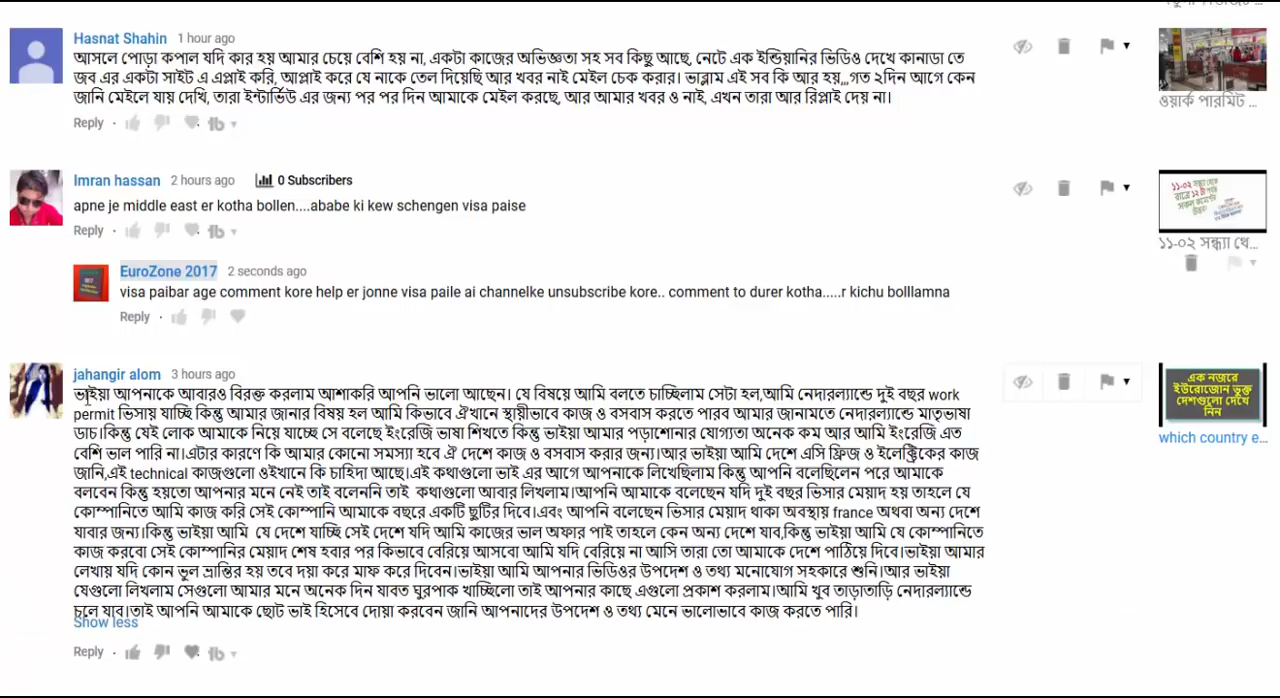 Hasnat Shahin 1 hour ago
আসলে পোড়া কপাল যদি কার হয় আমার চেয়ে বেশি হয় না, একটা কাজের অভিজ্ঞতা সহ সব কিছু আছে, নেটে এক ইন্ডিয়ানির ভিডিও দেখে কানাডা তে
জব এর একটা সাইট এ এপ্লাই করি, আপ্লাই করে যে নাকে তেল দিয়েছি আর খবর নাই মেইল চেক করার। ভাব্লাম এই সব কি আর হয়,,,গত ২দিন আগে কেন
জানি মেইলে যায় দেখি, তারা ইন্টার্ভিউ এর জন্য পর পর দিন আমাকে মেইল করছে, আর আমার খবর ও নাই, এখন তারা আর রিপ্লাই দেয় না।
Reply
ওয়ার্ক পারমিট ...
Imran hassan 2 hours ago 0 Subscribers
apne je middle east er kotha bollen....ababe ki kew schengen visa paise
Reply
১১-০২ সন্ধ্যা থে...
EuroZone 2017 2 seconds ago
visa paibar age comment kore help er jonne visa paile ai channelke unsubscribe kore.. comment to durer kotha.....r kichu bolllamna
Reply
jahangir alom 3 hours ago
ভাইয়া আপনাকে আবারও বিরক্ত করলাম আশাকরি আপনি ভালো আছেন।যে বিষয়ে আমি বলতে চাচ্ছিলাম সেটা হল,আমি নেদারল্যান্ডে দুই বছর work
permit ভিসায় যাচ্ছি কিন্তু আমার জানার বিষয় হল আমি কিভাবে ঐখানে স্থায়ীভাবে কাজ ও বসবাস করতে পারব আমার জানামতে নেদারল্যান্ডে মাতৃভাষা
ডাচ।কিন্তু যেই লোক আমাকে নিয়ে যাচ্ছে সে বলেছে ইংরেজি ভাষা শিখতে কিন্তু ভাইয়া আমার পড়াশোনার যোগ্যতা অনেক কম আর আমি ইংরেজি এত
বেশি ভাল পারি না।এটার কারণে কি আমার কোনো সমস্যা হবে ঐ দেশে কাজ ও বসবাস করার জন্য।আর ভাইয়া আমি দেশে এসি ফ্রিজ ও ইলেক্ট্রিকের কাজ
জানি,এই technical কাজগুলো ওইখানে কি চাহিদা আছে।এই কথাগুলো ভাই এর আগে আপনাকে লিখেছিলাম কিন্তু আপনি বলেছিলেন পরে আমাকে
বলবেন কিন্তু হয়তো আপনার মনে নেই তাই বলেননি তাই কথাগুলো আবার লিখলাম।আপনি আমাকে বলেছেন যদি দুই বছর ভিসার মেয়াদ হয় তাহলে যে
কোম্পানিতে আমি কাজ করি সেই কোম্পানি আমাকে বছরে একটি ছুটির দিবে।এবং আপনি বলেছেন ভিসার মেয়াদ থাকা অবস্থায় france অথবা অন্য দেশে
যাবার জন্য।কিন্তু ভাইয়া আমি যে দেশে যাচ্ছি সেই দেশে যদি আমি কাজের ভাল অফার পাই তাহলে কেন অন্য দেশে যাব,কিন্তু ভাইয়া আমি যে কোম্পানিতে
কাজ করবো সেই কোম্পানির মেয়াদ শেষ হবার পর কিভাবে বেরিয়ে আসবো আমি যদি বেরিয়ে না আসি তারা তো আমাকে দেশে পাঠিয়ে দিবে।ভাইয়া আমার
লেখায় যদি কোন ভুল ভ্রান্তির হয় তবে দয়া করে মাফ করে দিবেন।ভাইয়া আমি আপনার ভিডিওর উপদেশ ও তথ্য মনোযোগ সহকারে শুনি।আর ভাইয়া
যেগুলো লিখলাম সেগুলো আমার মনে অনেক দিন যাবত ঘুরপাক খাচ্ছিলো তাই আপনার কাছে এগুলো প্রকাশ করলাম।আমি খুব তাড়াতাড়ি নেদারল্যান্ডে
চলে যাব।তাই আপনি আমাকে ছোট ভাই হিসেবে দোয়া করবেন জানি আপনাদের উপদেশ ও তথ্য মেনে ভালোভাবে কাজ করতে পারি।
Show less
Reply
এক নজরে
ইউরোজোন ভুক্ত
দেশগুলো দেখে
নিন
which country e...